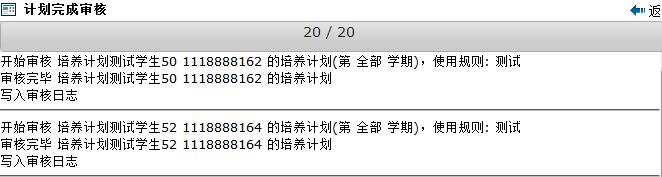 计划完成审核
返
20 / 20
开始审核 培养计划测试学生50 1118888162 的培养计划(第 全部 学期)，使用规则: 测试
审核完毕 培养计划测试学生50 1118888162 的培养计划
写入审核日志
开始审核 培养计划测试学生52 1118888164 的培养计划(第 全部 学期)，使用规则: 测试
审核完毕 培养计划测试学生52 1118888164 的培养计划
写入审核日志